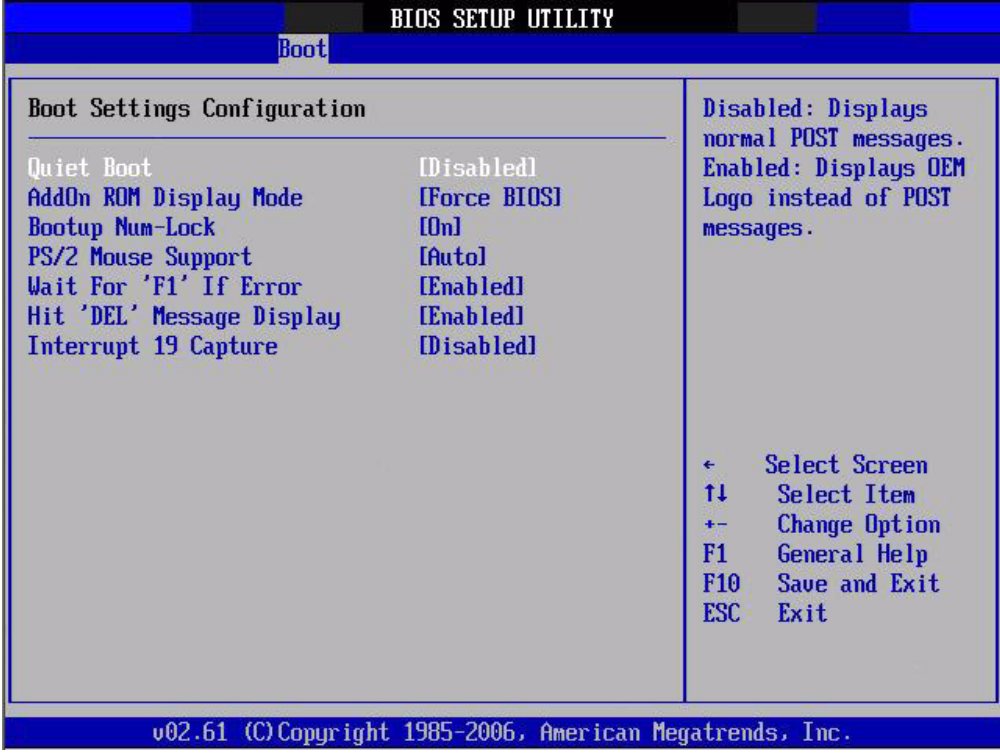 BIOS SETUP UTILITY
Boot
Boot Settings Configuration
Quiet Boot [Disabled]
AddOn ROM Display Mode [Force BIOS]
Bootup Num-Lock [On]
PS/2 Mouse Support [Auto]
Wait For 'F1' If Error [Enabled]
Hit 'DEL' Message Display [Enabled]
Interrupt 19 Capture [Disabled]
Disabled: Displays
normal POST messages.
Enabled: Displays OEM
Logo instead of POST
messages.
← Select Screen
↑↓ Select Item
+- Change Option
F1 General Help
F10 Save and Exit
ESC Exit
v02.61 (C)Copyright 1985-2006, American Megatrends, Inc.